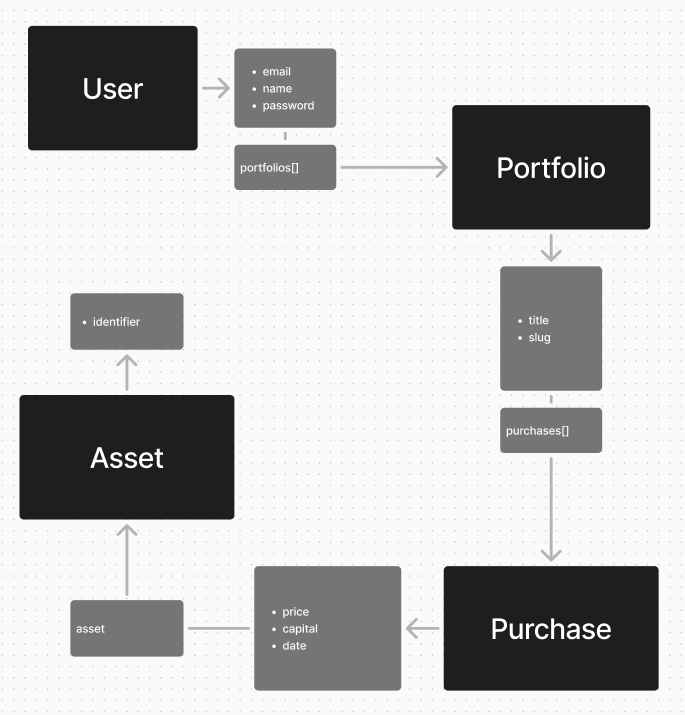 User
• email
• name
• password
portfolios[]
Portfolio
• title
• slug
purchases[]
Purchase
• price
• capital
• date
asset
Asset
• identifier